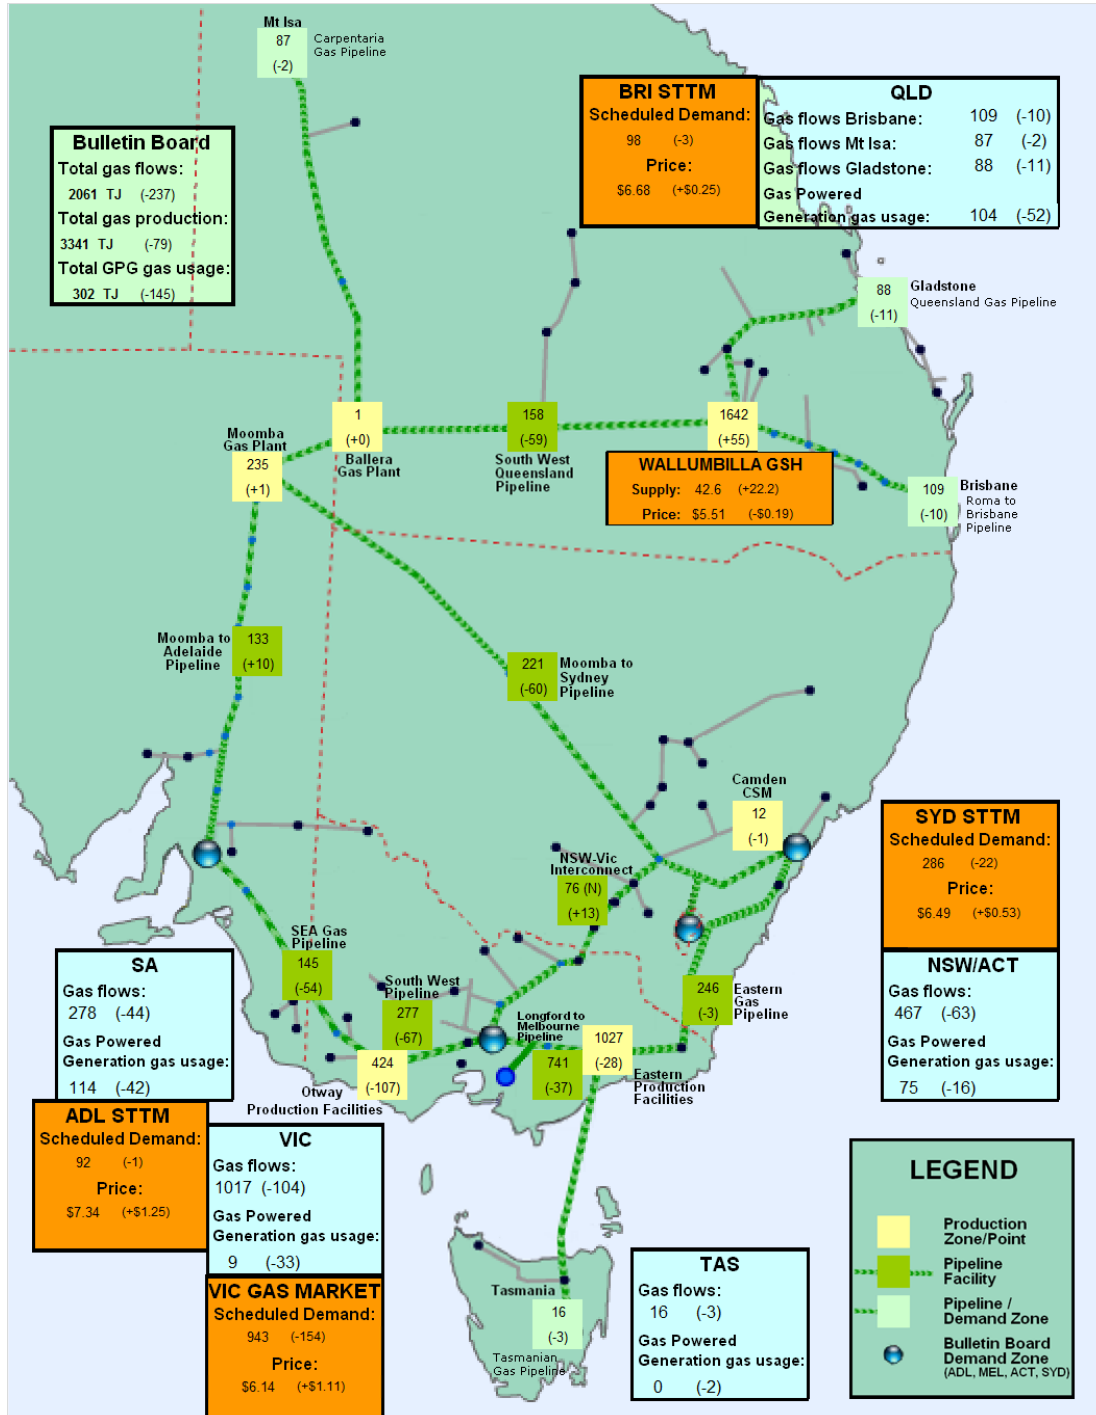 Mt Isa
87
(-2)
Carpentaria
Gas Pipeline
Bulletin Board
Total gas flows:
2061 TJ (-237)
Total gas production:
3341 TJ (-79)
Total GPG gas usage:
302 TJ (-145)
BRI STTM
Scheduled Demand:
98 (-3)
Price:
$6.68 (+$0.25)
QLD
Gas flows Brisbane: 109 (-10)
Gas flows Mt Isa: 87 (-2)
Gas flows Gladstone: 88 (-11)
Gas Powered
Generation gas usage: 104 (-52)
88
(-11)
Gladstone
Queensland Gas Pipeline
1
(+0)
Ballera
Gas Plant
158
(-59)
South West
Queensland
Pipeline
1642
(+55)
WALLUMBILLA GSH
Supply: 42.6 (+22.2)
Price: $5.51 (-$0.19)
109
(-10)
Brisbane
Roma to
Brisbane
Pipeline
Moomba
Gas Plant
235
(+1)
Moomba to
Adelaide
Pipeline
133
(+10)
221
(-60)
Moomba to
Sydney
Pipeline
Camden
CSM
12
(-1)
SYD STTM
Scheduled Demand:
286 (-22)
Price:
$6.49 (+$0.53)
NSW-Vic
Interconnect
76 (N)
(+13)
SEA Gas
Pipeline
145
(-54)
South West
Pipeline
277
(-67)
246
(-3)
Eastern
Gas
Pipeline
NSW/ACT
Gas flows:
467 (-63)
Gas Powered
Generation gas usage:
75 (-16)
SA
Gas flows:
278 (-44)
Gas Powered
Generation gas usage:
114 (-42)
Longford to
Melbourne
Pipeline
741
(-37)
1027
(-28)
Eastern
Production
Facilities
424
(-107)
Otway
Production Facilities
ADL STTM
Scheduled Demand:
92 (-1)
Price:
$7.34 (+$1.25)
VIC
Gas flows:
1017 (-104)
Gas Powered
Generation gas usage:
9 (-33)
VIC GAS MARKET
Scheduled Demand:
943 (-154)
Price:
$6.14 (+$1.11)
Tasmania
16
(-3)
Tasmanian
Gas Pipeline
TAS
Gas flows:
16 (-3)
Gas Powered
Generation gas usage:
0 (-2)
LEGEND
Production
Zone/Point
Pipeline
Facility
Pipeline /
Demand Zone
Bulletin Board
Demand Zone
(ADL, MEL, ACT, SYD)